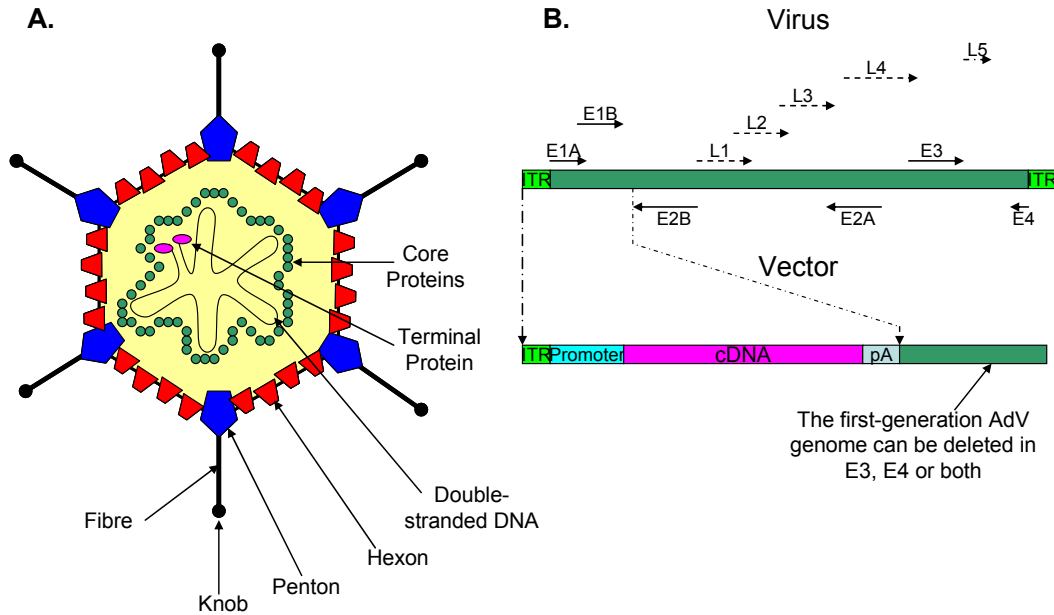 A.
Core
Proteins
Terminal
Protein
Double-
stranded DNA
Hexon
Penton
Knob
Fibre
B.
Virus
L5
L4
L3
E1B
L2
E1A
L1
E3
ITR
ITR
E2B
E2A
E4
Vector
ITR
Promoter
cDNA
pA
The first-generation AdV
genome can be deleted in
E3, E4 or both